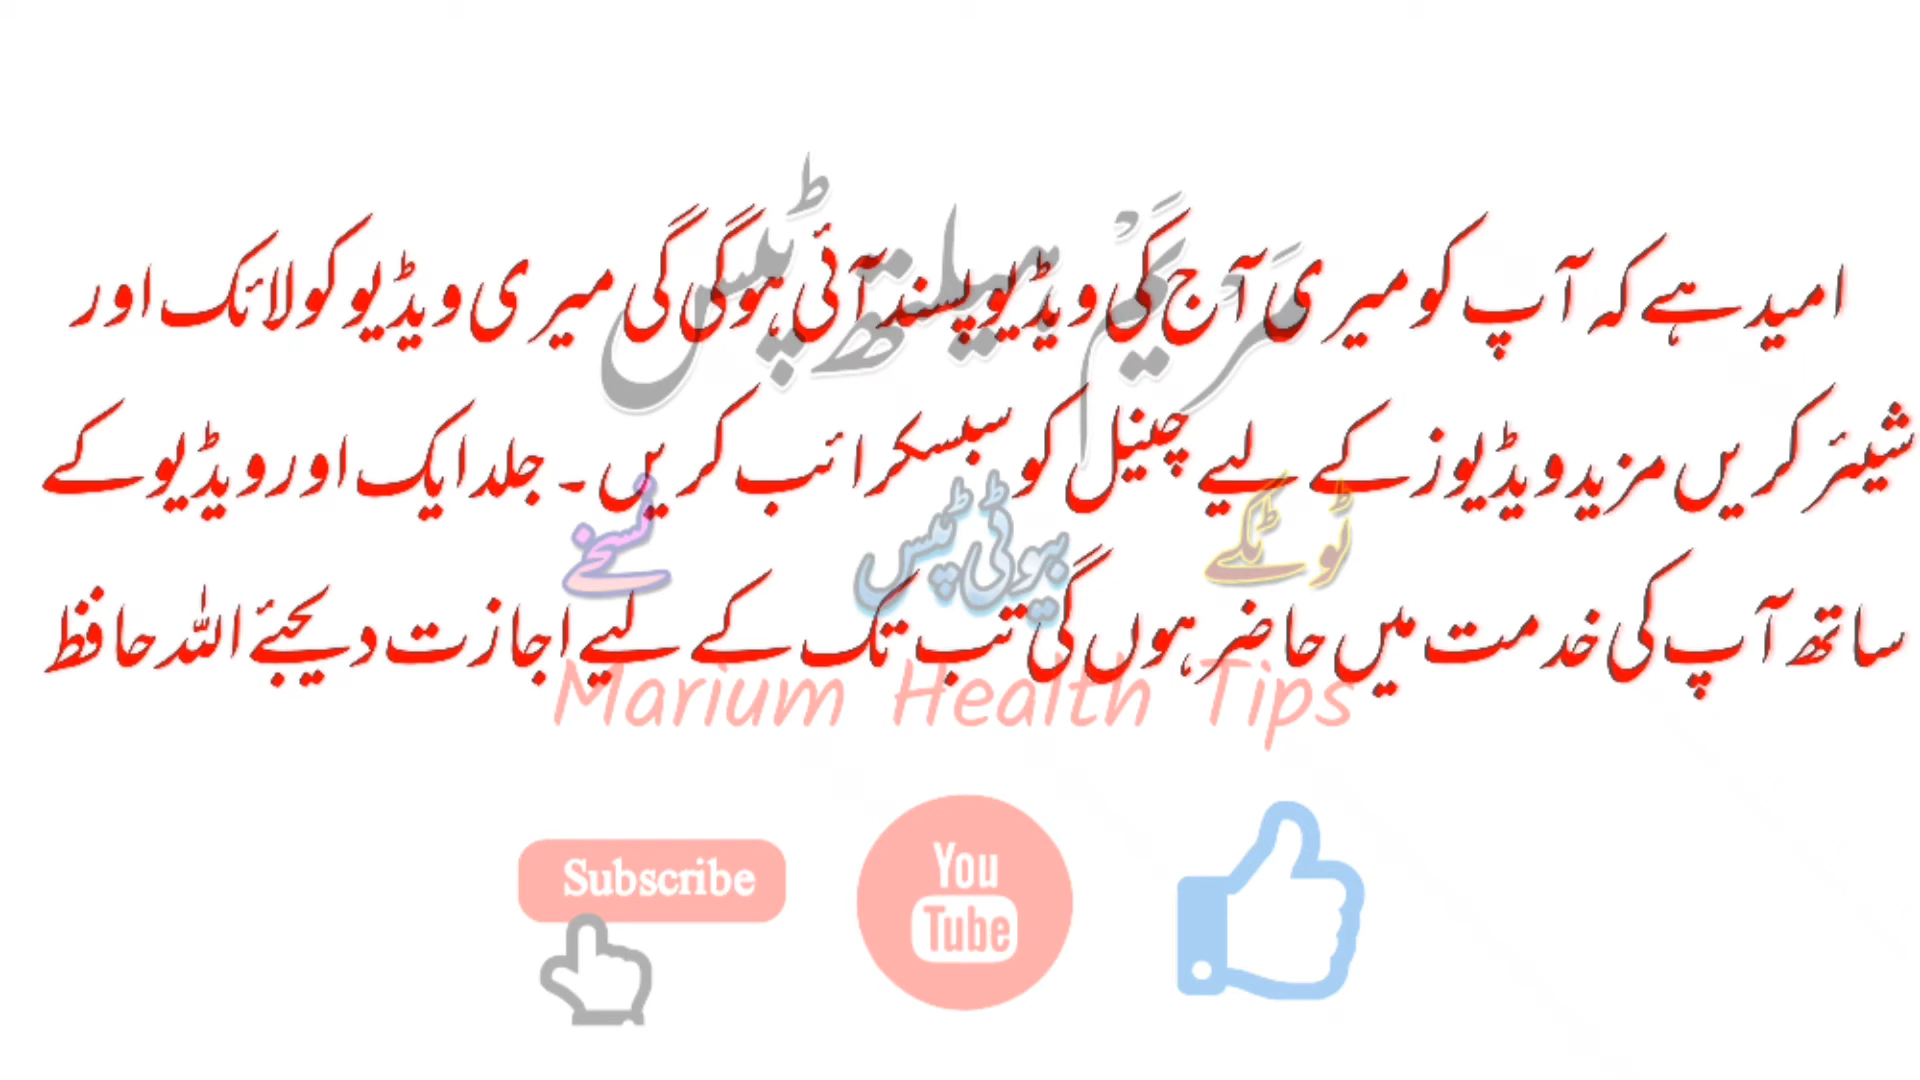 مریم ہیلتھ ٹپس
امید ہے کہ آپ کو میری آج کی ویڈیو پسند آئی ہوگی گی میری ویڈیو کو لائک اور
شیئر کریں مزید ویڈیوز کے لیے چینل کو سبسکرائب کریں۔ جلد ایک اور ویڈیو کے
ٹوٹکے بیوٹی ٹپس نسخے
ساتھ آپ کی خدمت میں حاضر ہوں گی تب تک کے لیے اجازت دیجئے اللہ حافظ
Marium Health Tips
Subscribe
You
Tube